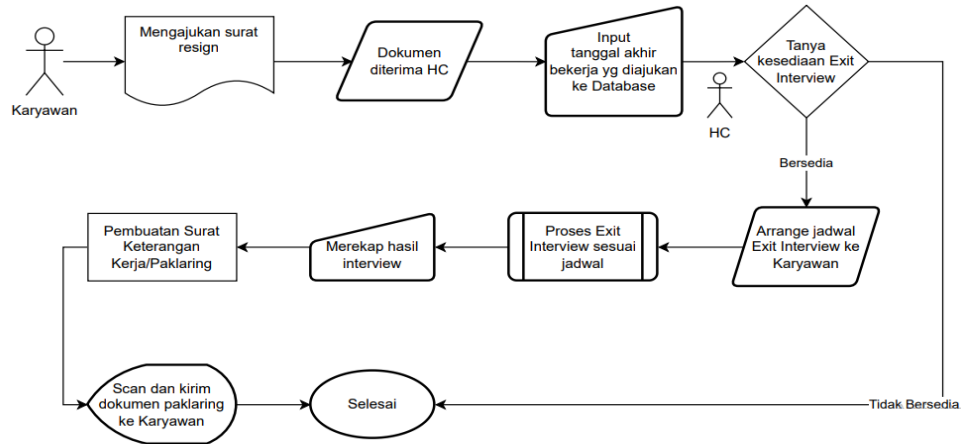 Mengajukan surat
resign
Karyawan
Dokumen
diterima HC
Input
tanggal akhir
bekerja yg diajukan
ke Database
HC
Tanya
kesediaan Exit
Interview
Bersedia
Arrange jadwal
Exit Interview ke
Karyawan
Proses Exit
Interview sesuai
jadwal
Merekap hasil
interview
Pembuatan Surat
Keterangan
Kerja/Paklaring
Scan dan kirim
dokumen paklaring
ke Karyawan
Selesai
Tidak Bersedia